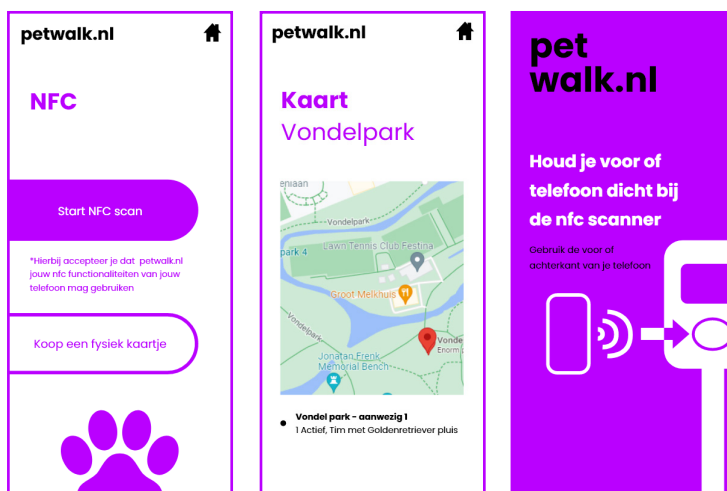 petwalk.nl
NFC
Start NFC scan
*Hierbij accepteer je dat petwalk.nl
jouw nfc functionaliteiten van jouw
telefoon mag gebruiken
Koop een fysiek kaartje
petwalk.nl
Kaart
Vondelpark
eniaan
Vondelpark
park 4
Lawn Tennis Club Festina
Groot Melkhuis
Vondelpark
Vonde
Enorm
Jonatan Frenk
Memorial Bench
Vondel park - aanwezig 1
1 Actief, Tim met Goldenretriever pluis
pet
walk.nl
Houd je voor of
telefoon dicht bij
de nfc scanner
Gebruik de voor of
achterkant van je telefoon